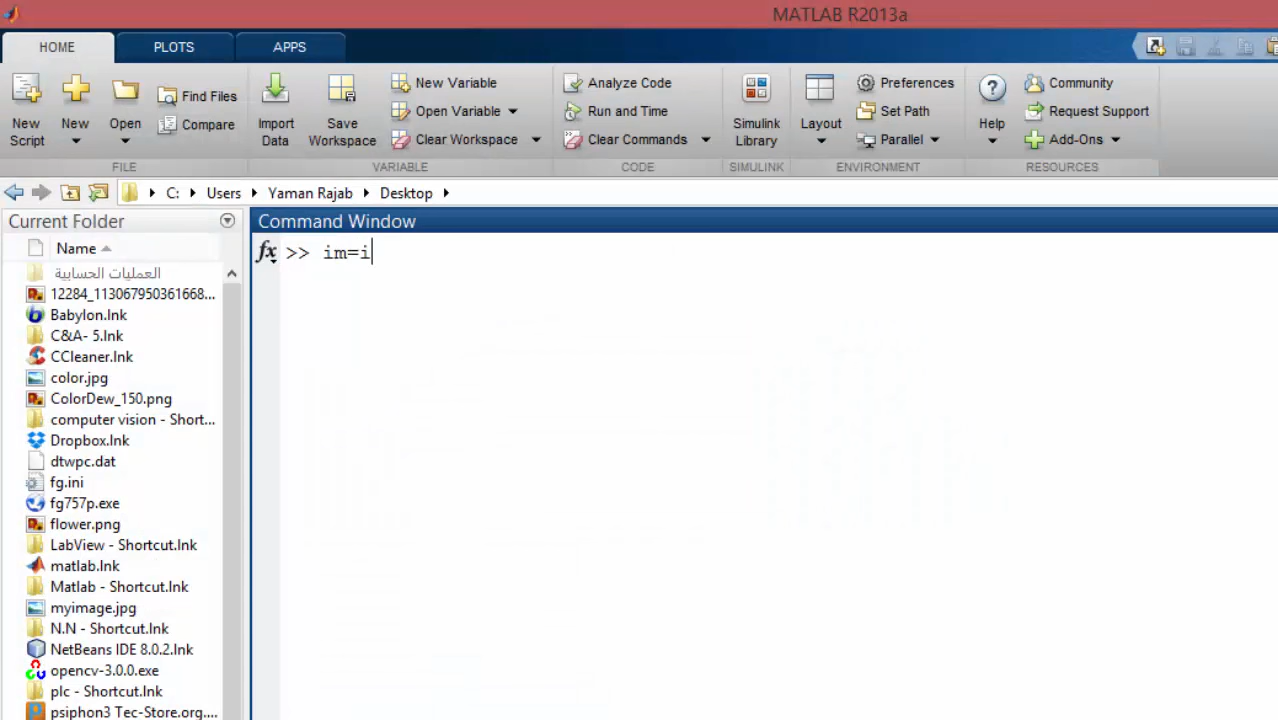 MATLAB R2013a
HOME
PLOTS
APPS
New Script
New
Open
Find Files
Compare
Import Data
Save Workspace
New Variable
Open Variable
Clear Workspace
Analyze Code
Run and Time
Clear Commands
Simulink Library
Layout
Preferences
Set Path
Parallel
Help
Community
Request Support
Add-Ons
FILE
VARIABLE
CODE
SIMULINK
ENVIRONMENT
RESOURCES
C: Users Yaman Rajab Desktop
Current Folder
Name
العمليات الحسابية
12284_113067950361668...
Babylon.lnk
C&A- 5.lnk
CCleaner.lnk
color.jpg
ColorDew_150.png
computer vision - Short...
Dropbox.lnk
dtwpc.dat
fg.ini
fg757p.exe
flower.png
LabView - Shortcut.lnk
matlab.lnk
Matlab - Shortcut.lnk
myimage.jpg
N.N - Shortcut.lnk
NetBeans IDE 8.0.2.lnk
opencv-3.0.0.exe
plc - Shortcut.lnk
psiphon3 Tec-Store.org....
Command Window
fx >> im=i